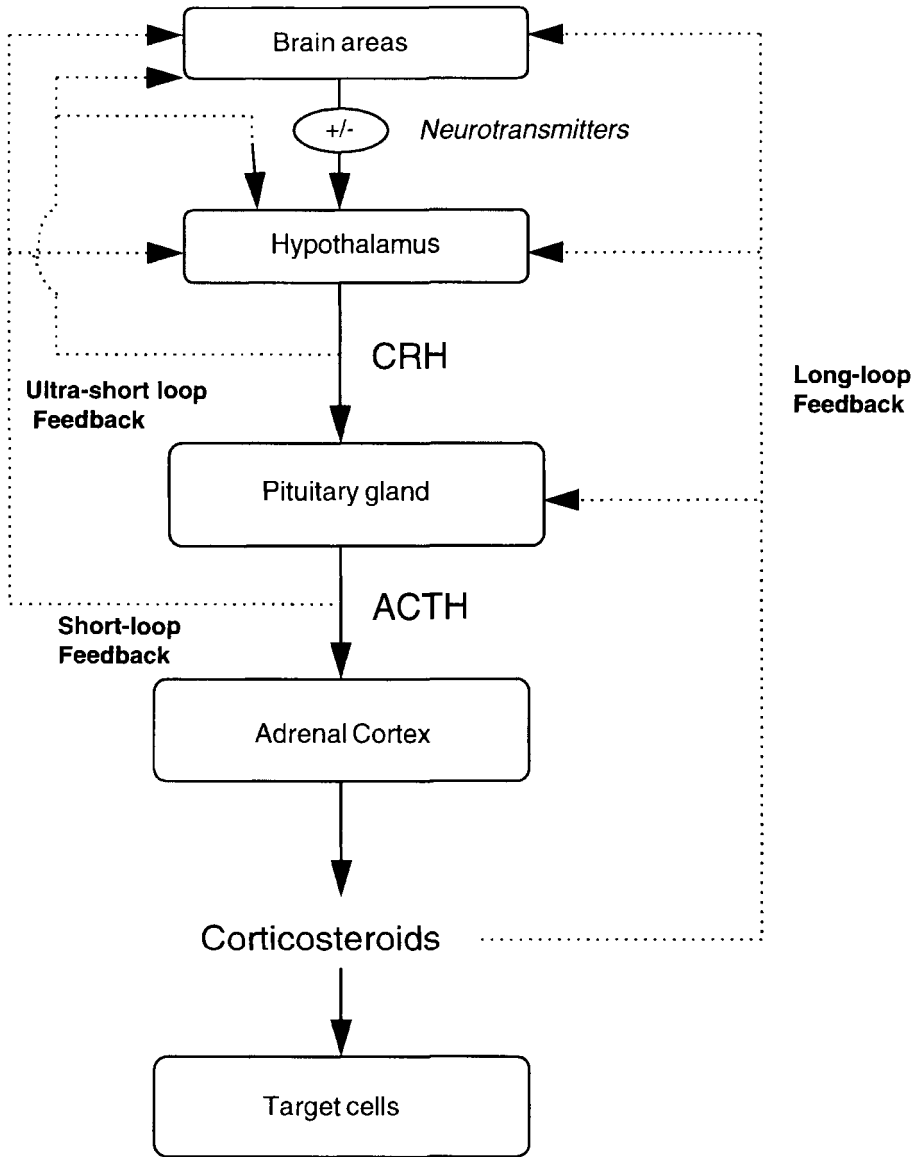 Brain areas
+/-
Neurotransmitters
Hypothalamus
CRH
Ultra-short loop
Feedback
Long-loop
Feedback
Pituitary gland
ACTH
Short-loop
Feedback
Adrenal Cortex
Corticosteroids
Target cells